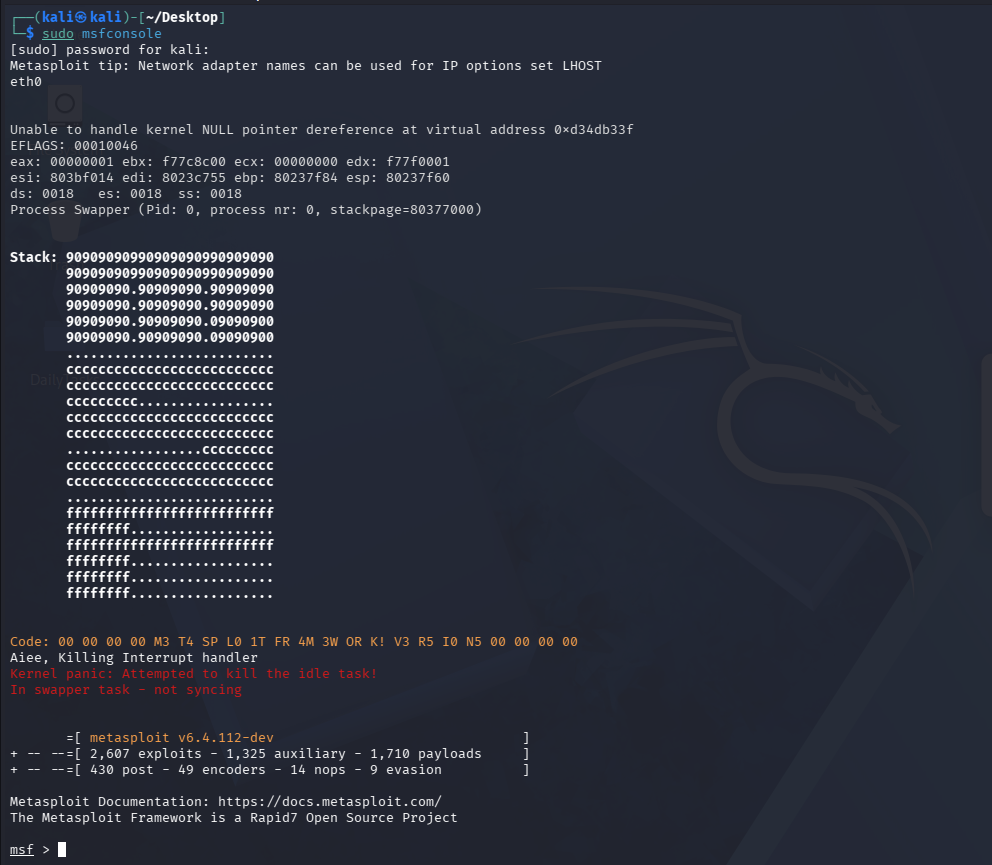 ┌──(kali㉿kali)-[~/Desktop]
└─$ sudo msfconsole
[sudo] password for kali:
Metasploit tip: Network adapter names can be used for IP options set LHOST
eth0
Unable to handle kernel NULL pointer dereference at virtual address 0×d34db33f
EFLAGS: 00010046
eax: 00000001 ebx: f77c8c00 ecx: 00000000 edx: f77f0001
esi: 803bf014 edi: 8023c755 ebp: 80237f84 esp: 80237f60
ds: 0018   es: 0018  ss: 0018
Process Swapper (Pid: 0, process nr: 0, stackpage=80377000)
Stack: 90909090990909090990909090
       90909090990909090990909090
       90909090.90909090.90909090
       90909090.90909090.90909090
       90909090.90909090.09090900
       90909090.90909090.09090900
       ..........................
       cccccccccccccccccccccccccc
       cccccccccccccccccccccccccc
       ccccccccc.................
       cccccccccccccccccccccccccc
       cccccccccccccccccccccccccc
       .................ccccccccc
       cccccccccccccccccccccccccc
       cccccccccccccccccccccccccc
       ..........................
       ffffffffffffffffffffffffff
       ffffffff..................
       ffffffffffffffffffffffffff
       ffffffff..................
       ffffffff..................
       ffffffff..................
Code: 00 00 00 00 M3 T4 SP L0 1T FR 4M 3W OR K! V3 R5 I0 N5 00 00 00 00
Aiee, Killing Interrupt handler
Kernel panic: Attempted to kill the idle task!
In swapper task - not syncing
       =[ metasploit v6.4.112-dev                               ]
+ -- --=[ 2,607 exploits - 1,325 auxiliary - 1,710 payloads     ]
+ -- --=[ 430 post - 49 encoders - 14 nops - 9 evasion          ]
Metasploit Documentation: https://docs.metasploit.com/
The Metasploit Framework is a Rapid7 Open Source Project
msf >